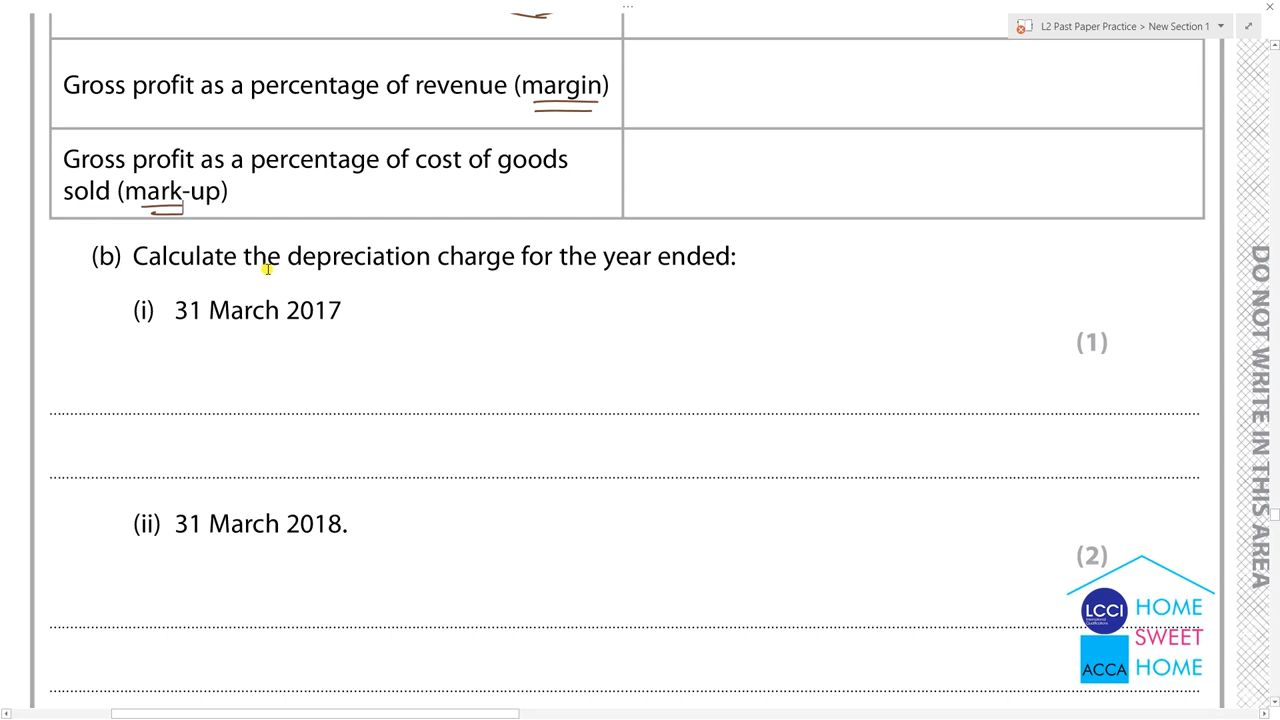 L2 Past Paper Practice > New Section 1
Gross profit as a percentage of revenue (margin)
Gross profit as a percentage of cost of goods
sold (mark-up)
(b) Calculate the depreciation charge for the year ended:
(i) 31 March 2017
(1)
(ii) 31 March 2018.
(2)
DO NOT WRITE IN THIS AREA
LCCI
International
Qualifications
HOME
SWEET
ACCA
HOME